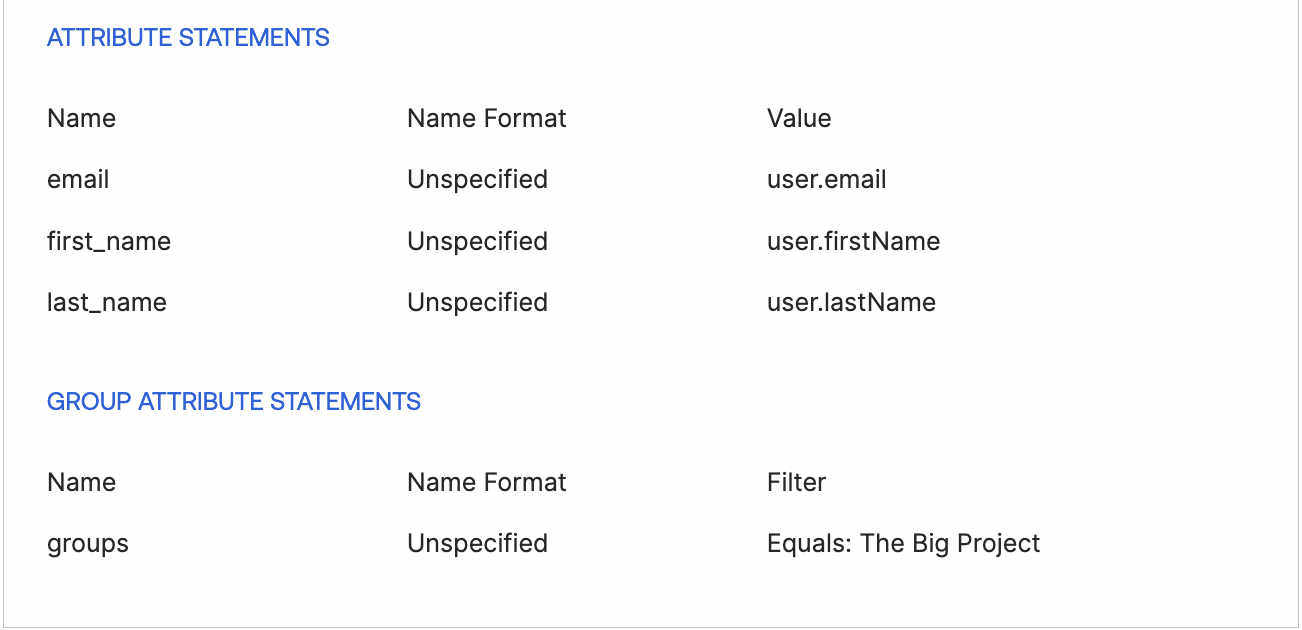 ATTRIBUTE STATEMENTS
Name Name Format Value
email Unspecified user.email
first_name Unspecified user.firstName
last_name Unspecified user.lastName
GROUP ATTRIBUTE STATEMENTS
Name Name Format Filter
groups Unspecified Equals: The Big Project